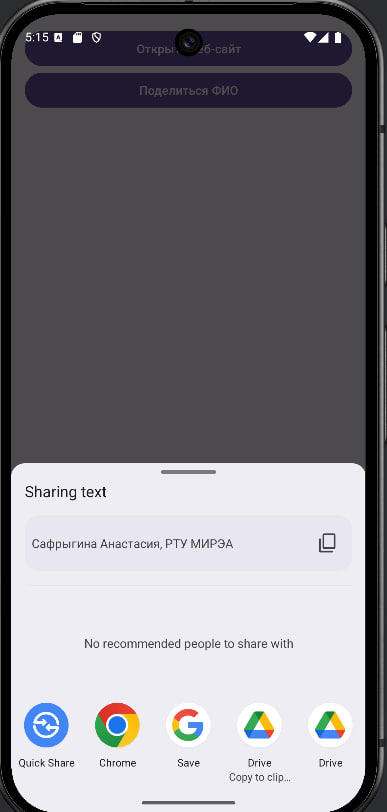 5:15
Откры
еб-сайт
Поделиться ФИО
Sharing text
Сафрыгина Анастасия, РТУ МИРЭА
No recommended people to share with
Quick Share
Chrome
Save
Drive
Copy to clip...
Drive